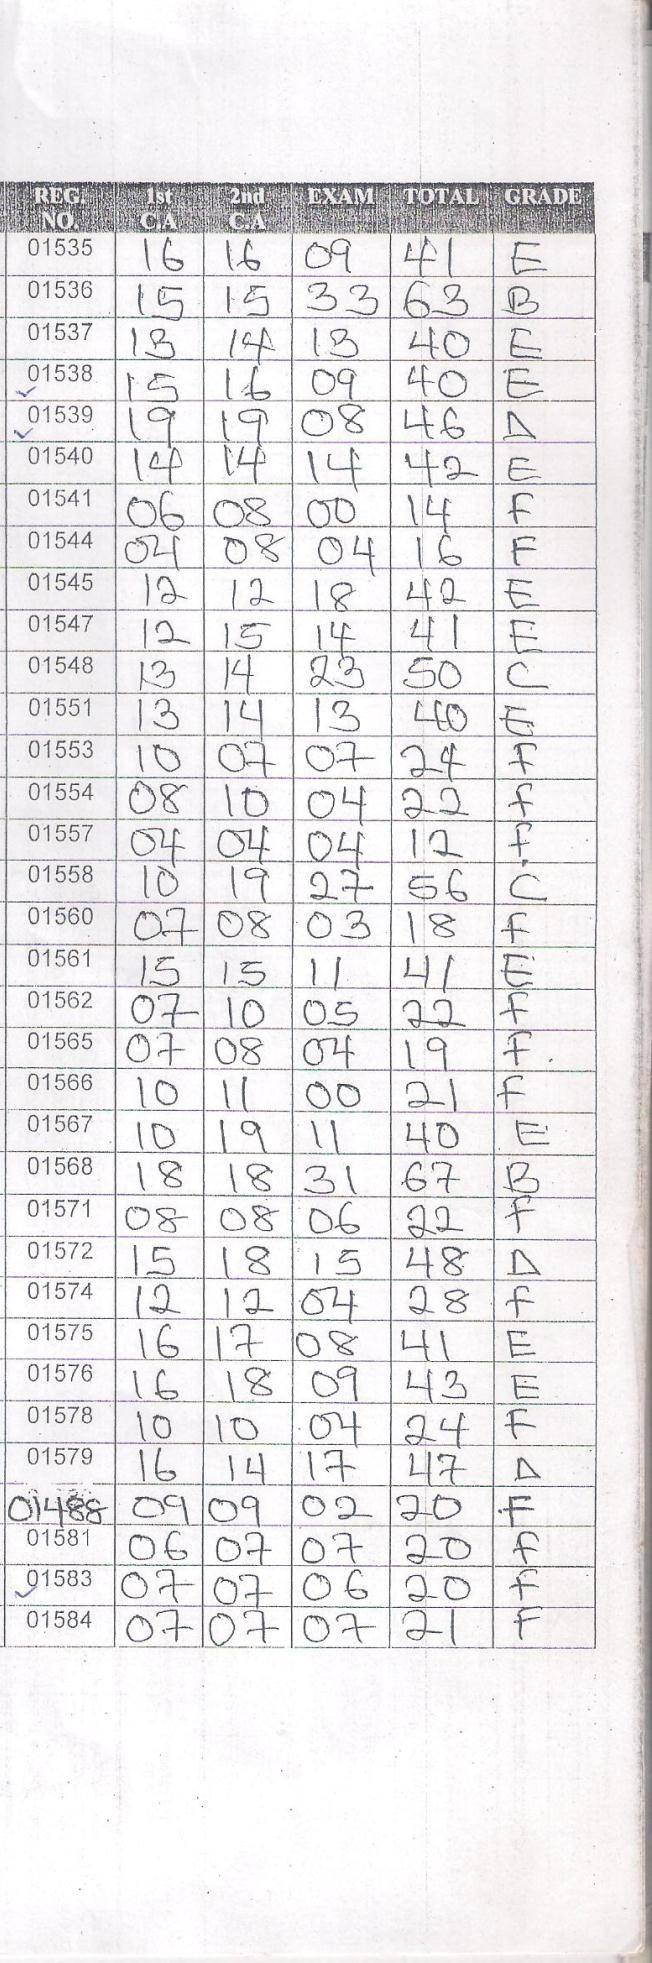 REG. NO. 1st C.A 2nd C.A EXAM TOTAL GRADE
01535 16 16 09 41 E
01536 15 15 33 63 B
01537 13 14 13 40 E
01538 15 16 09 40 E
01539 19 19 08 46 D
01540 14 14 14 42 E
01541 06 08 00 14 F
01544 04 08 04 16 F
01545 12 12 18 42 E
01547 12 15 14 41 E
01548 13 14 23 50 C
01551 13 14 13 40 E
01553 10 07 07 24 F
01554 08 10 04 22 F
01557 04 04 04 12 F
01558 10 19 27 56 C
01560 07 08 03 18 F
01561 15 15 11 41 E
01562 07 10 05 22 F
01565 07 08 04 19 F
01566 10 11 00 21 F
01567 10 19 11 40 E
01568 18 18 31 67 B
01571 08 08 06 22 F
01572 15 18 15 48 D
01574 12 12 04 28 F
01575 16 17 08 41 E
01576 16 18 09 43 E
01578 10 10 04 24 F
01579 16 14 17 47 D
01488 09 09 02 20 F
01581 06 07 07 20 F
01583 07 07 06 20 F
01584 07 07 07 21 F